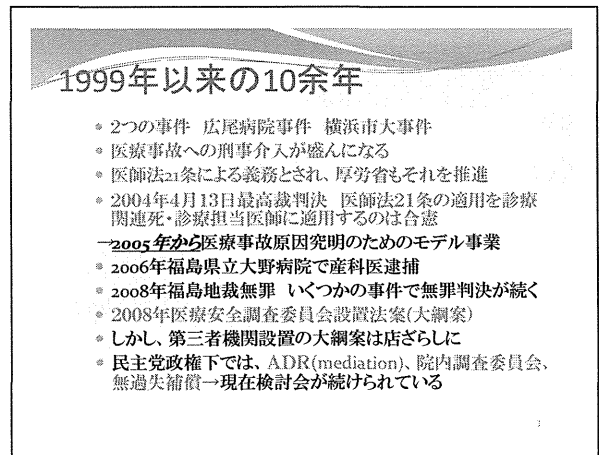 1999年以来の10余年
2つの事件 広尾病院事件 横浜市大事件
医療事故への刑事介入が盛んになる
医師法21条による義務とされ、厚労省もそれを推進
2004年4月13日最高裁判決 医師法21条の適用を診療
関連死・診療担当医師に適用するのは合憲
→2005年から医療事故原因究明のためのモデル事業
2006年福島県立大野病院で産科医逮捕
2008年福島地裁無罪 いくつかの事件で無罪判決が続く
2008年医療安全調査委員会設置法案(大綱案)
しかし、第三者機関設置の大綱案は店ざらしに
民主党政権下では、ADR(mediation)、院内調査委員会、
無過失補償→現在検討会が続けられている